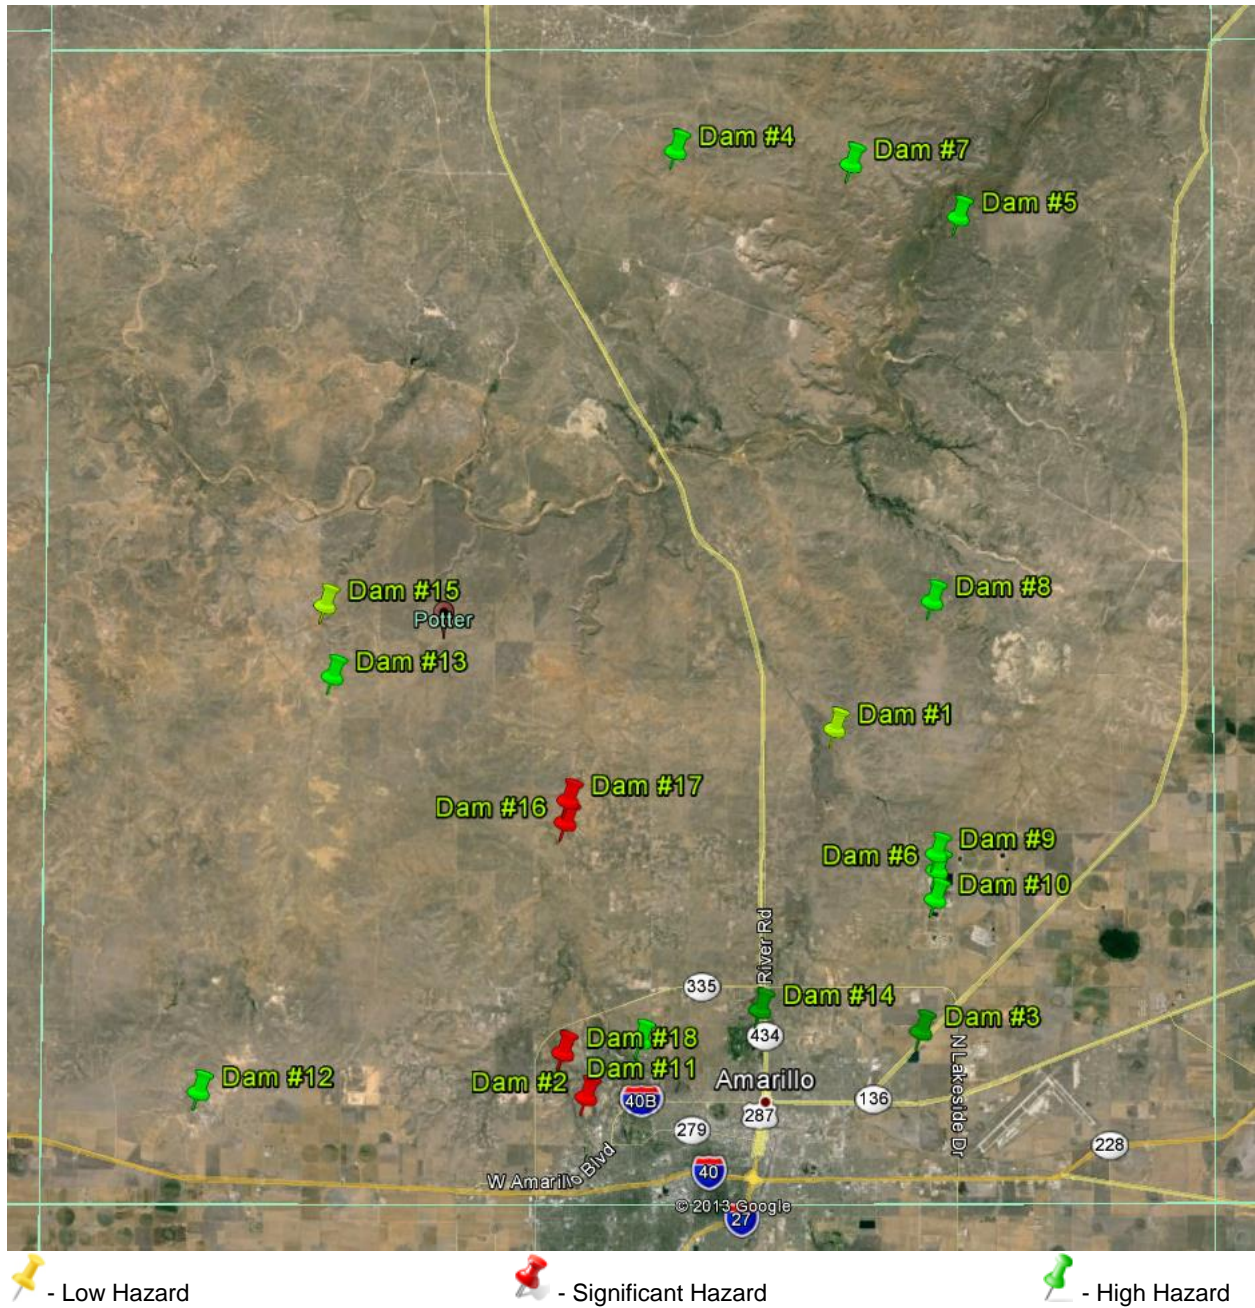 Dam #4
Dam #7
Dam #5
Dam #15
Potter
Dam #8
Dam #13
Dam #1
Dam #17
Dam #16
Dam #9
Dam #6
Dam #10
River Rd
335
Dam #14
Dam #3
434
Dam #18
N Lakeside Dr
Dam #11
Dam #2
Dam #12
Amarillo
40B
136
287
279
228
W Amarillo Blvd
40
© 2013 Google
27
- Low Hazard
- Significant Hazard
- High Hazard